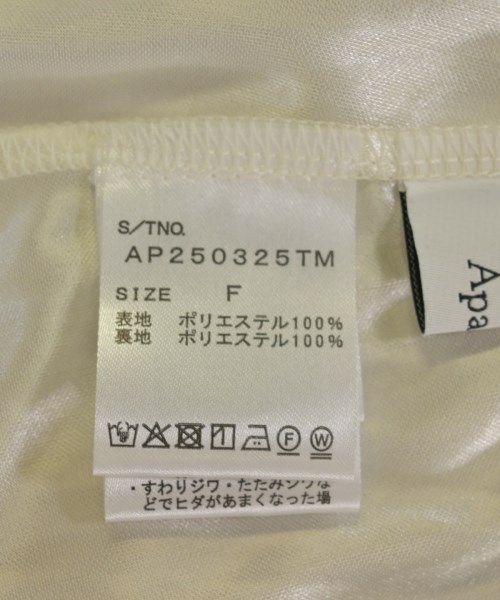 S/TNO.
AP250325TM
SIZE F
表地 ポリエステル100%
裏地 ポリエステル100%
F W
・すわりジワ・たたみジワな
どでヒダがあまくなった場
Apa